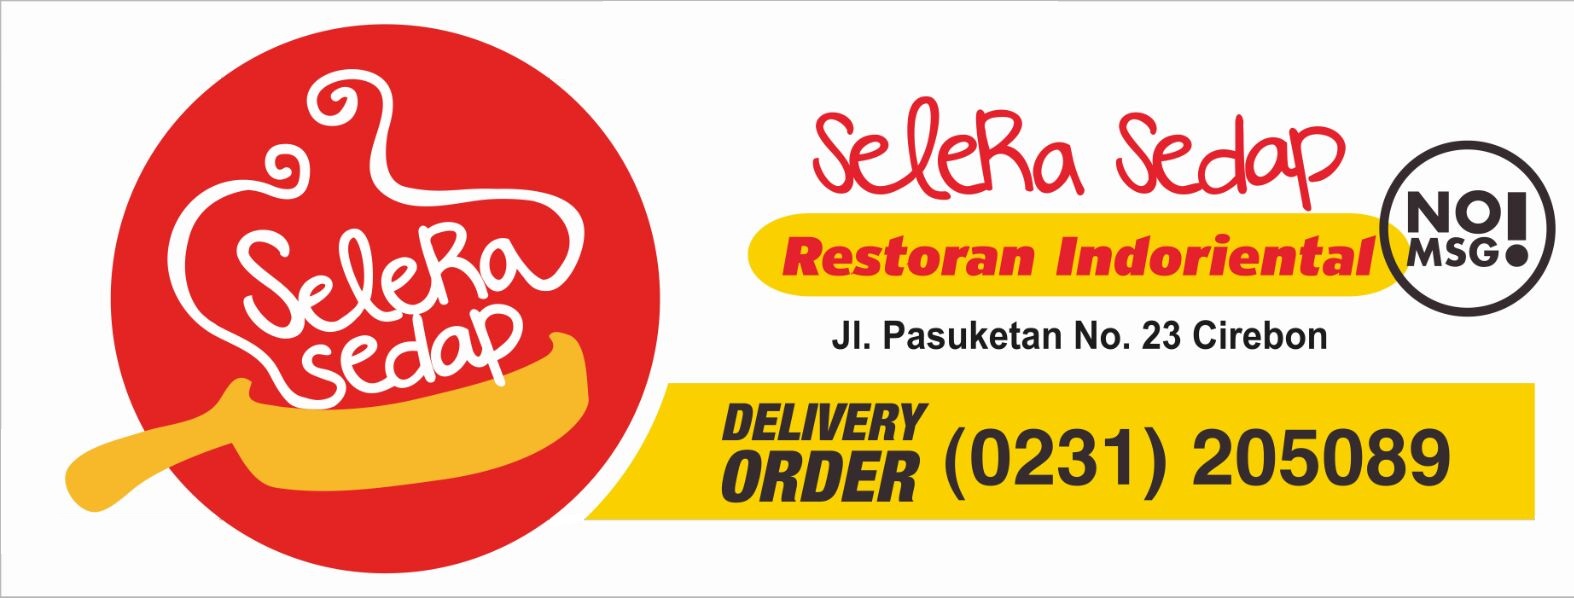 SeleRa
sedap
SeleRa Sedap
Restoran Indoriental
NO!
MSG
Jl. Pasuketan No. 23 Cirebon
DELIVERY
ORDER
(0231) 205089